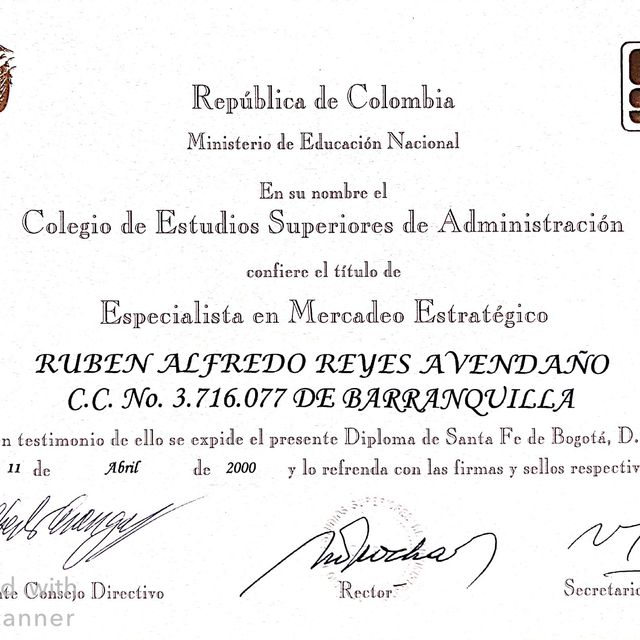 República de Colombia
Ministerio de Educación Nacional
En su nombre el
Colegio de Estudios Superiores de Administración
confiere el título de
Especialista en Mercadeo Estratégico
RUBEN ALFREDO REYES AVENDAÑO
C.C. No. 3.716.077 DE BARRANQUILLA
n testimonio de ello se expide el presente Diploma de Santa Fe de Bogotá, D.
11 de Abril de 2000 y lo refrenda con las firmas y sellos respectiv
nte Consejo Directivo
Rector
Secretario
d with
canner